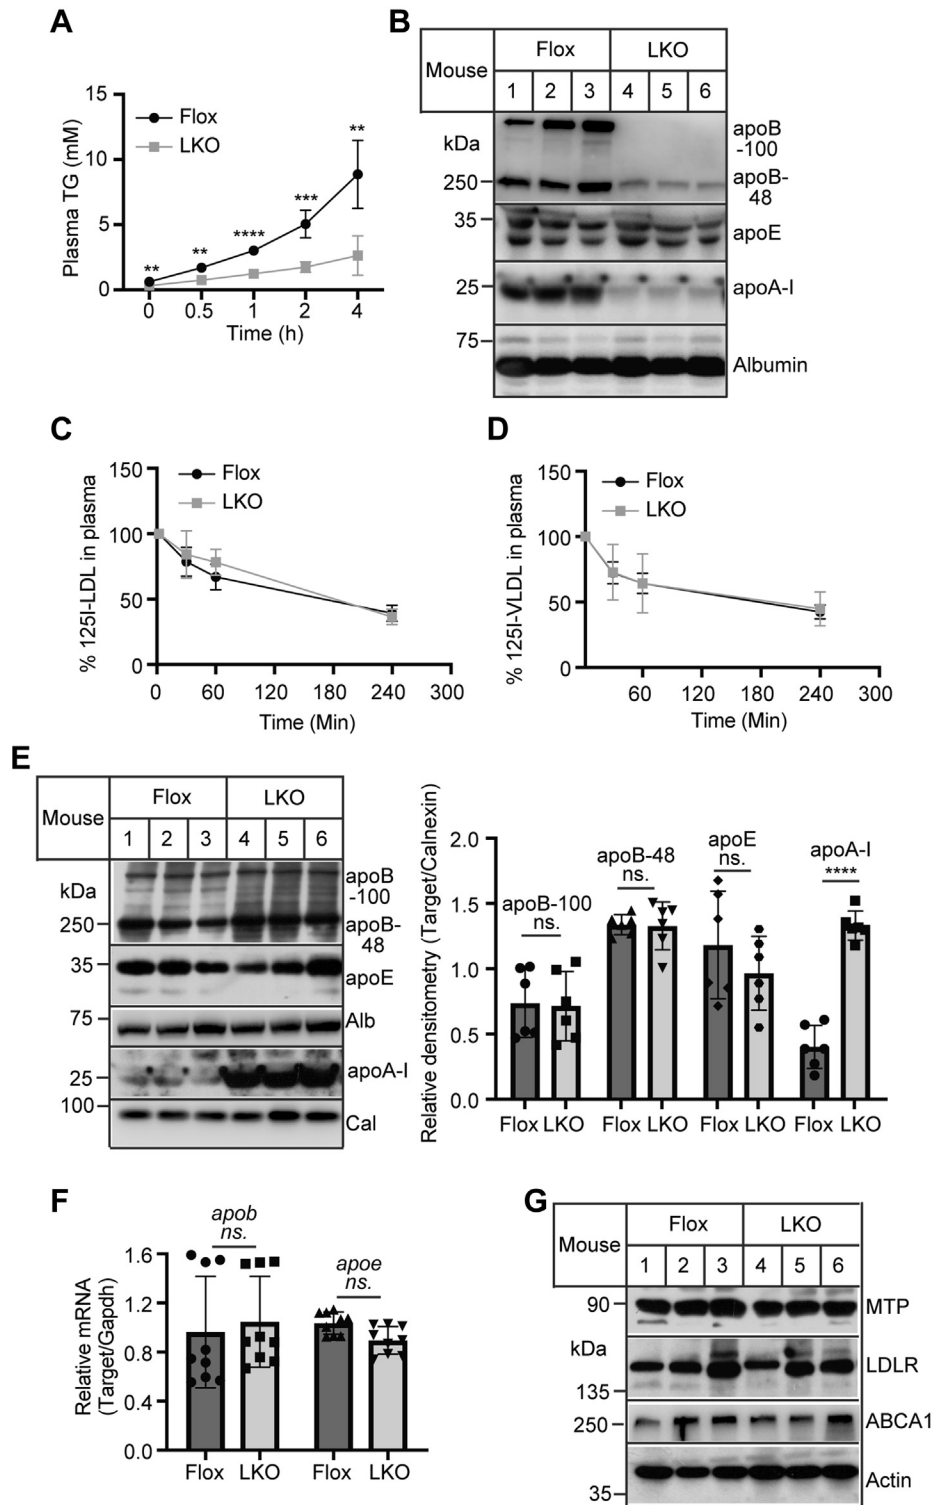 A
Plasma TG (mM)
15
10
5
0
Flox
LKO
**
**
****
***
**
0 0.5 1 2 4
Time (h)
B
Mouse
Flox LKO
1 2 3 4 5 6
kDa
apoB
-100
250
apoB-
48
35
apoE
25
apoA-I
75
Albumin
C
% 125I-LDL in plasma
150
100
50
0
Flox
LKO
0 60 120 180 240 300
Time (Min)
D
% 125I-VLDL in plasma
150
100
50
0
Flox
LKO
60 120 180 240 300
Time (Min)
E
Mouse
Flox LKO
1 2 3 4 5 6
kDa
apoB
-100
250
apoB-
48
35
apoE
75
Alb
25
apoA-I
100
Cal
Relative densitometry (Target/Calnexin)
2.0
1.5
1.0
0.5
0.0
apoB-100
ns.
apoB-48
ns.
apoE
ns.
apoA-I
****
Flox LKO Flox LKO Flox LKO Flox LKO
F
Relative mRNA
(Target/Gapdh)
1.6
1.2
0.8
0.4
0.0
apob
ns.
apoe
ns.
Flox LKO Flox LKO
G
Mouse
Flox LKO
1 2 3 4 5 6
90
MTP
kDa
LDLR
135
250
ABCA1
Actin
35